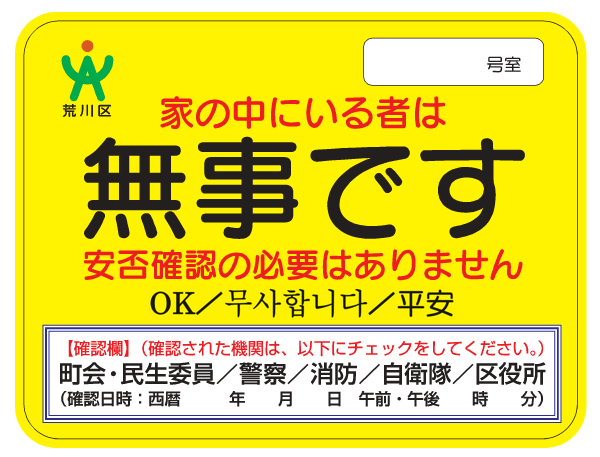 荒川区
号室
家の中にいる者は
無事です
安否確認の必要はありません
OK／무사합니다／平安
【確認欄】（確認された機関は、以下にチェックをしてください。）
町会・民生委員／警察／消防／自衛隊／区役所
（確認日時：西暦　　　年　　月　　日　午前・午後　　時　　分）